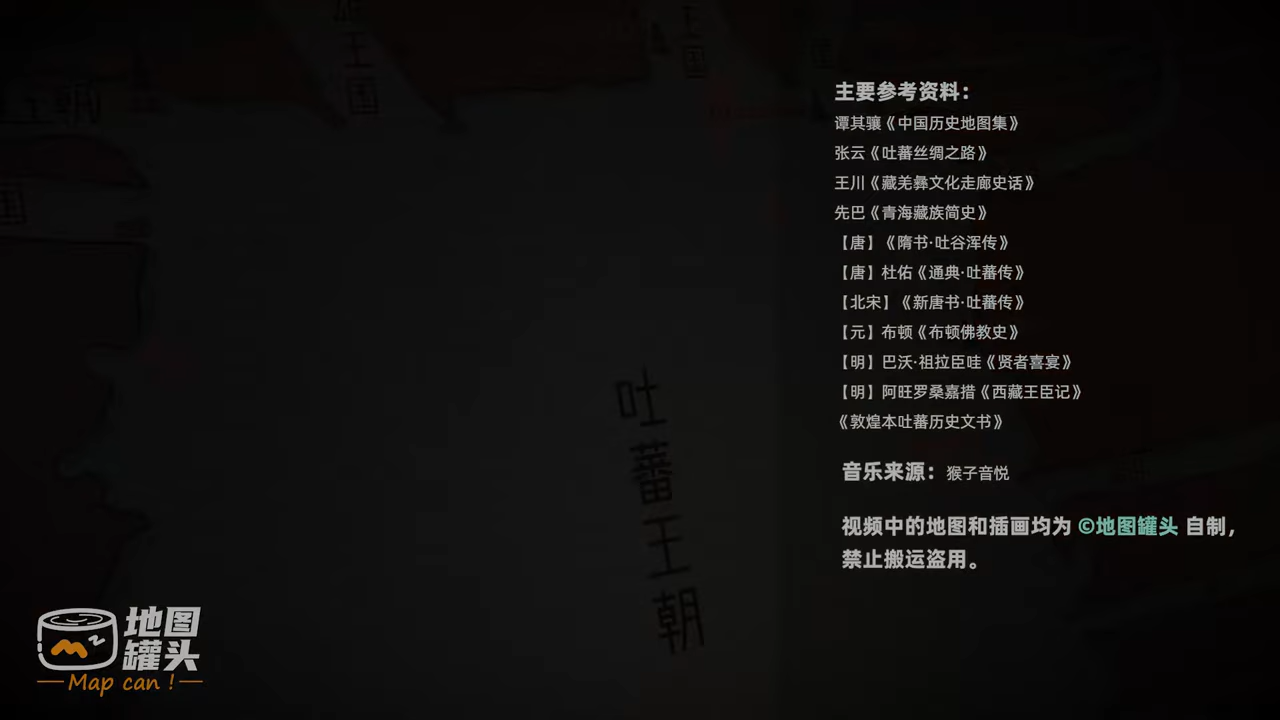 王国
王国
吐蕃王朝
主要参考资料：
谭其骧《中国历史地图集》
张云《吐蕃丝绸之路》
王川《藏羌彝文化走廊史话》
先巴《青海藏族简史》
【唐】《隋书·吐谷浑传》
【唐】杜佑《通典·吐蕃传》
【北宋】《新唐书·吐蕃传》
【元】布顿《布顿佛教史》
【明】巴沃·祖拉臣哇《贤者喜宴》
【明】阿旺罗桑嘉措《西藏王臣记》
《敦煌本吐蕃历史文书》
音乐来源：猴子音悦
视频中的地图和插画均为 ©地图罐头 自制，
禁止搬运盗用。
地图
罐头
Map can !